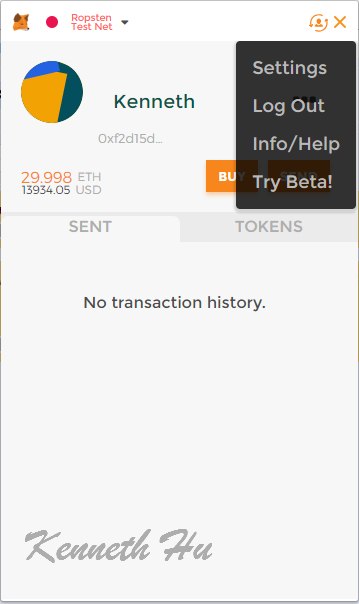 Ropsten
Test Net
Settings
Kenneth
Log Out
0xf2d15d...
Info/Help
29.998 ETH
13934.05 USD
BUY
SEND
Try Beta!
SENT
TOKENS
No transaction history.
Kenneth Hu